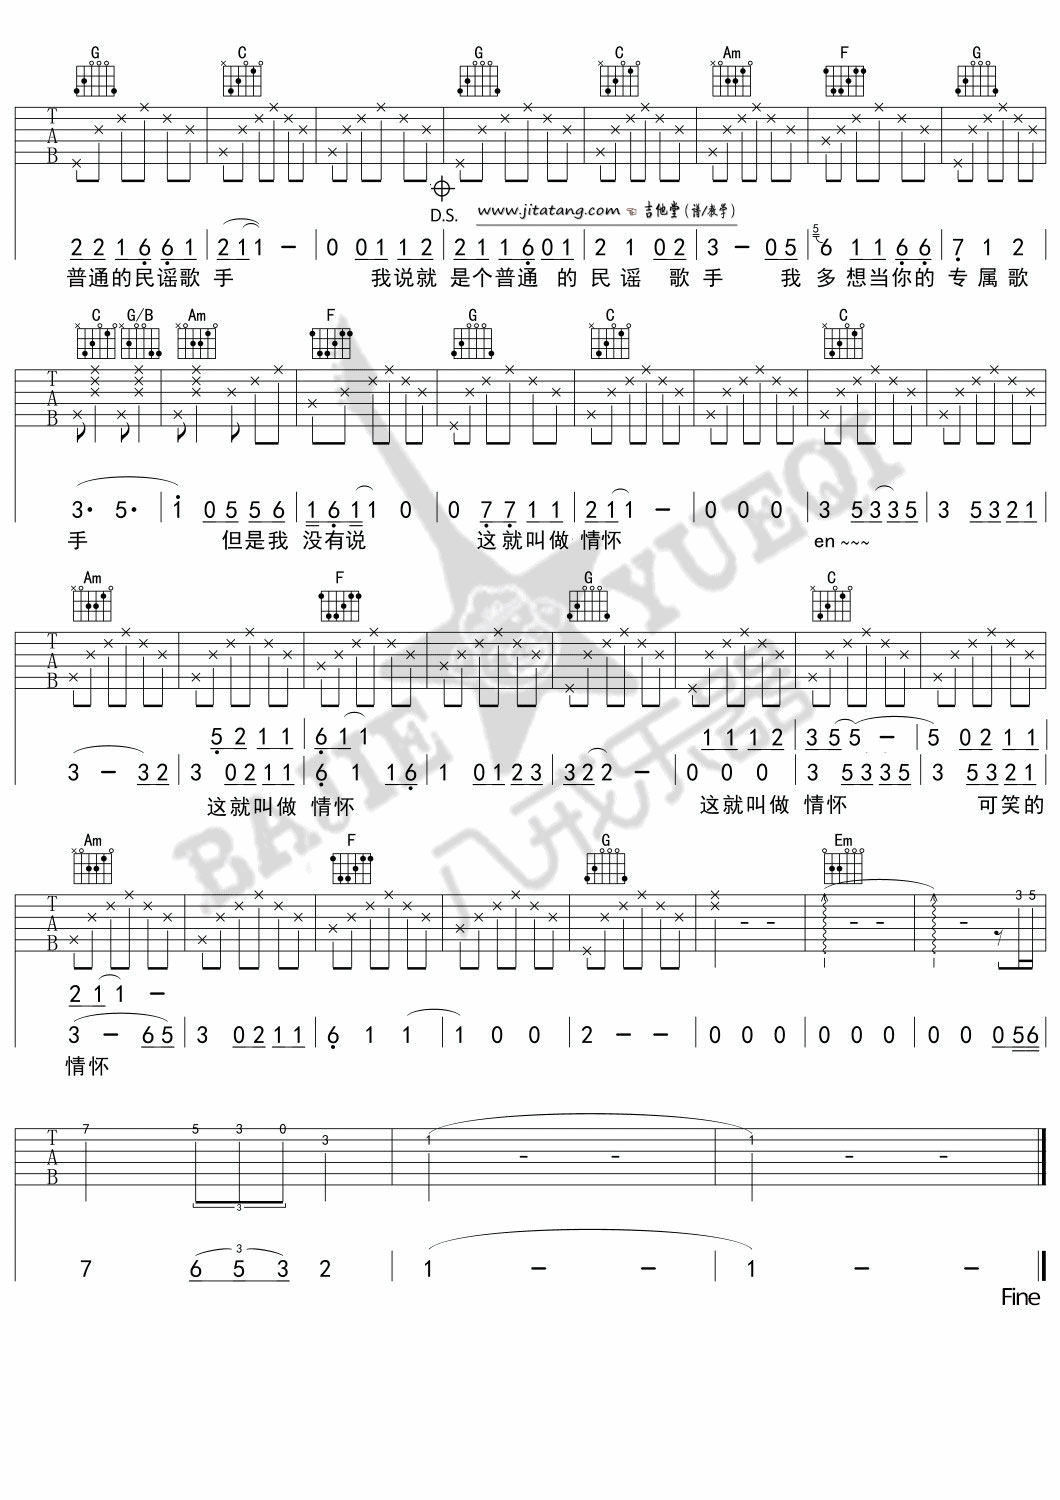 G C G C Am F G
D.S. www.jitatang.com ☜ 吉他堂(谱/教学)
2 2 1 6 6 1 | 2 1 1 – | 0 0 1 1 2 | 2 1 1 6 0 1 | 2 1 0 2 | 3 – 0 5 | 5 6 1 1 6 6 | 7 1 2
普通的民谣歌 手 我说就 是个普通 的 民 谣 歌 手 我 多 想当你的 专 属 歌
C G/B Am F G C C
3· 5· | 1 0 5 5 6 | 1 6 1 1 0 | 0 7 7 1 1 | 2 1 1 – | 0 0 0 | 3 5 3 3 5 | 3 5 3 2 1
手 但是我 没有说 这就叫做 情怀 en ~~~
Am F G C
5 2 1 1 | 6 1 1 1 1 1 2 | 3 5 5 – | 5 0 2 1 1
3 – 3 2 | 3 0 2 1 1 | 6 1 1 6 | 1 0 1 2 3 | 3 2 2 – | 0 0 0 | 3 5 3 3 5 | 3 5 3 2 1
这就叫做 情怀 这就叫做 情怀 可笑的
Am F G Em
3 5
2 1 1 –
3 – 6 5 | 3 0 2 1 1 | 6 1 1 | 1 0 0 | 2 – – | 0 0 0 | 0 0 0 | 0 0 0 5 6
情怀
7 5 3 0 3 1 – – 1 – –
3
7 6 5 3 2 | 1 – – | 1 – –
Fine
BAJIE YUEQI
八戒乐器